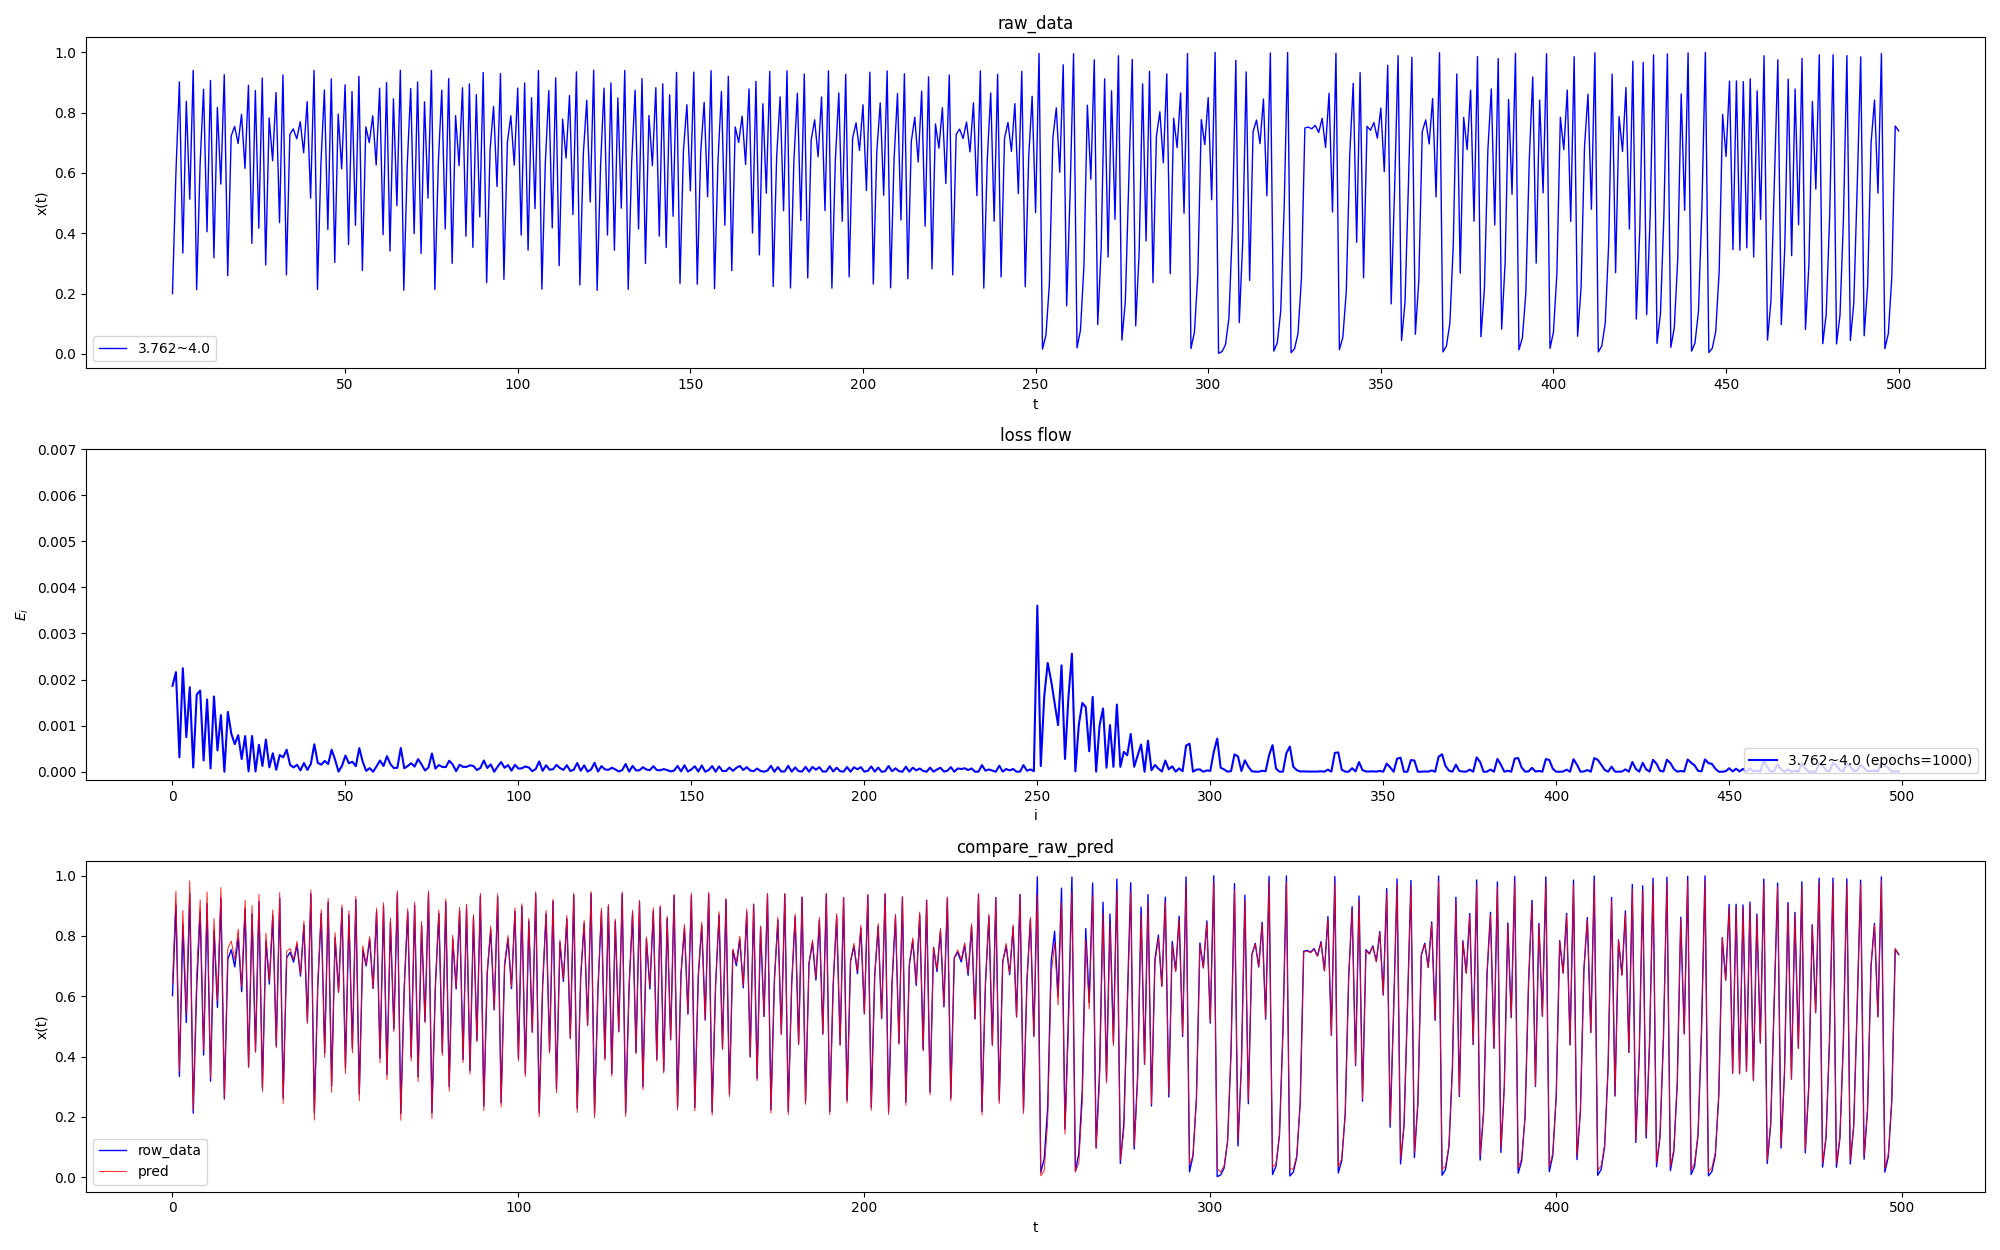 raw_data
1.0
0.8
0.6
0.4
0.2
0.0
x(t)
3.762~4.0
50 100 150 200 250 300 350 400 450 500
t
loss flow
0.007
0.006
0.005
0.004
0.003
0.002
0.001
0.000
E_i
3.762~4.0 (epochs=1000)
0 50 100 150 200 250 300 350 400 450 500
i
compare_raw_pred
1.0
0.8
0.6
0.4
0.2
0.0
x(t)
row_data
pred
0 100 200 300 400 500
t